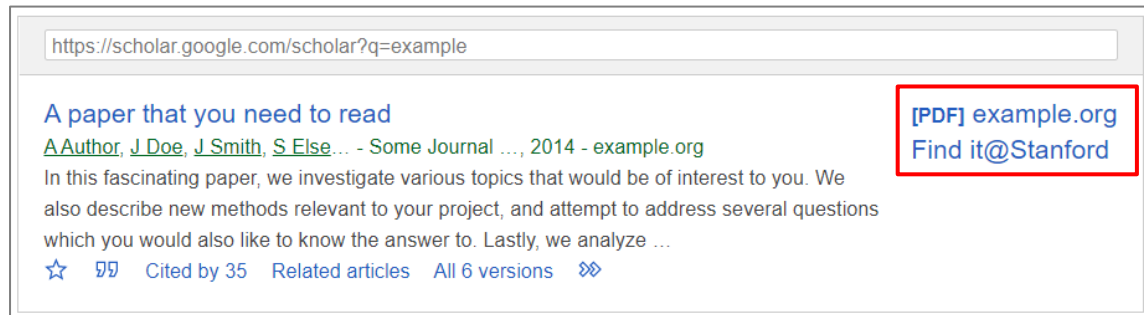 https://scholar.google.com/scholar?q=example
A paper that you need to read
A Author, J Doe, J Smith, S Else... - Some Journal ..., 2014 - example.org
In this fascinating paper, we investigate various topics that would be of interest to you. We
also describe new methods relevant to your project, and attempt to address several questions
which you would also like to know the answer to. Lastly, we analyze ...
Cited by 35 Related articles All 6 versions
[PDF] example.org
Find it@Stanford